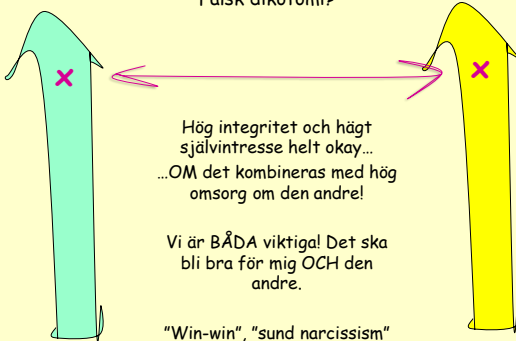 Falsk dikotomi?
Hög integritet och hägt
självintresse helt okay…
…OM det kombineras med hög
omsorg om den andre!
Vi är BÅDA viktiga! Det ska
bli bra för mig OCH den
andre.
”Win-win”, ”sund narcissism”